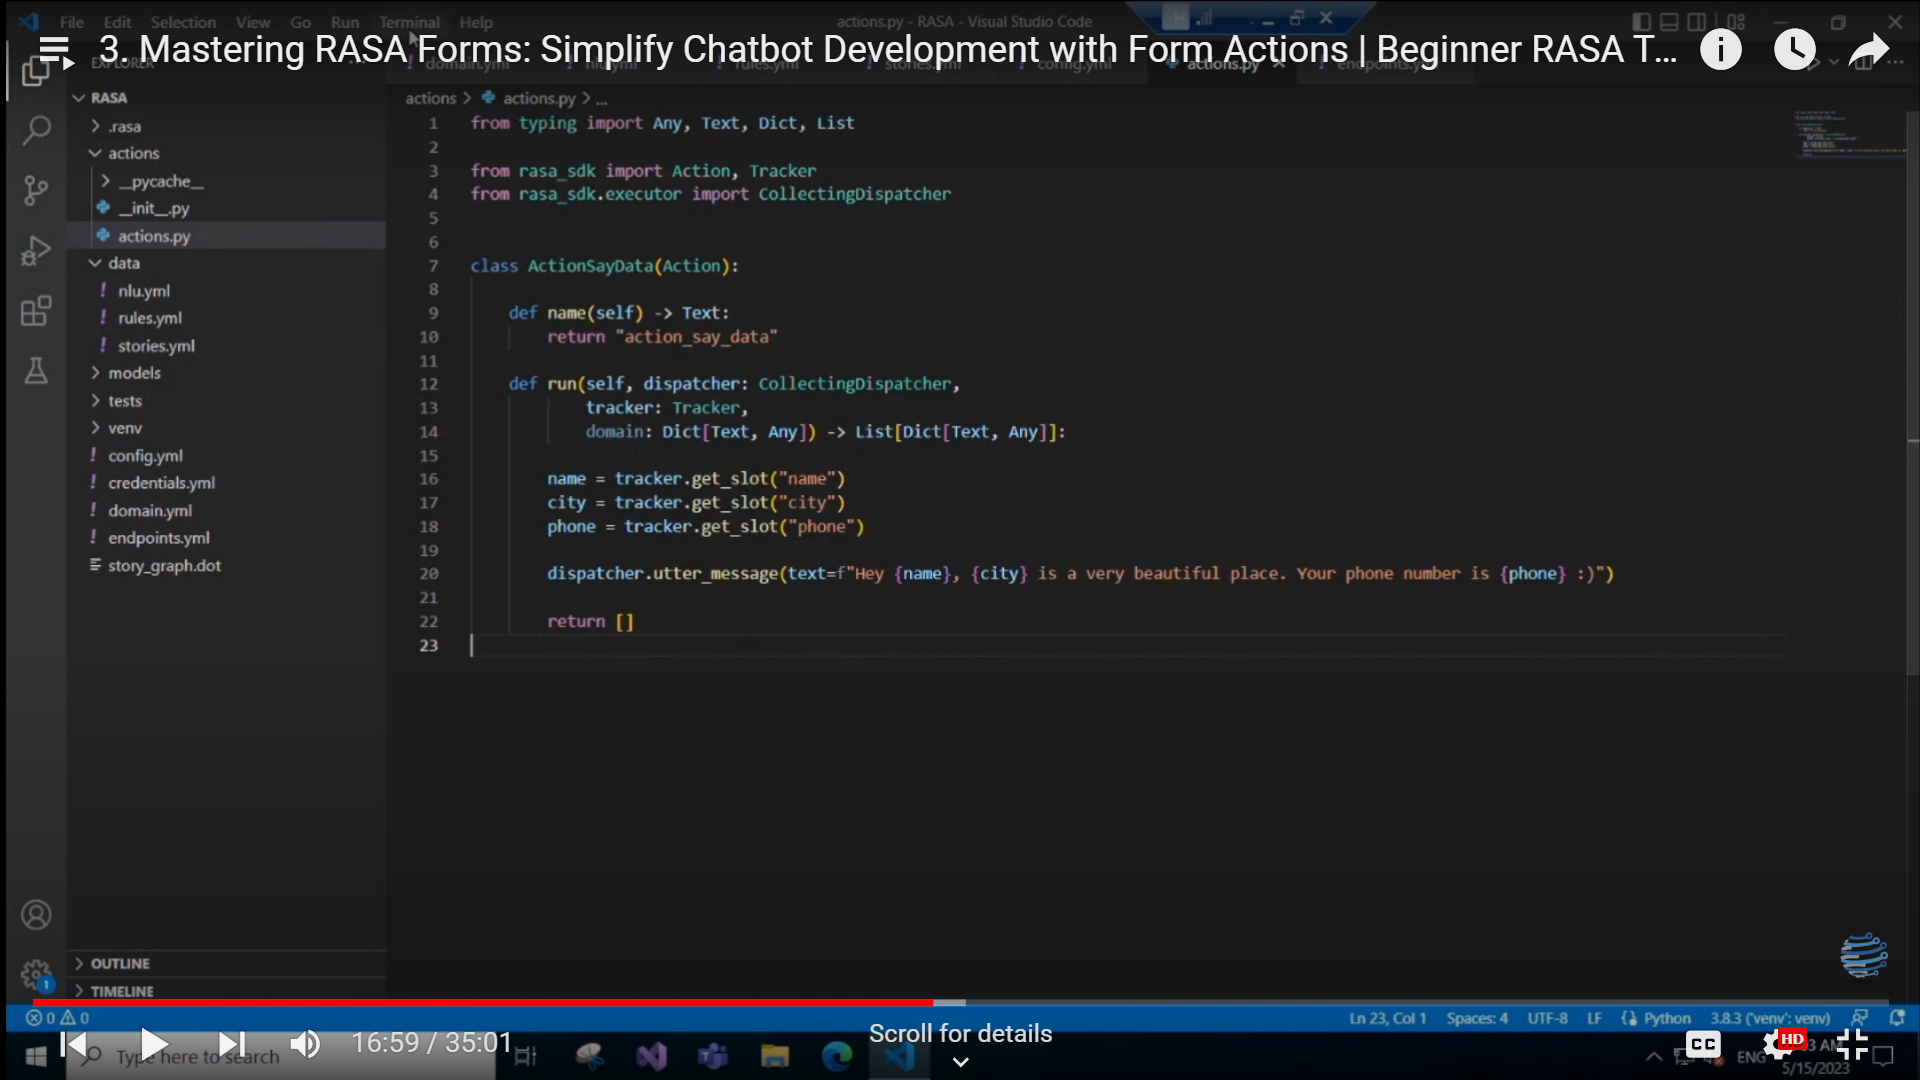 File Edit Selection View Go Run Terminal Help
actions.py - RASA - Visual Studio Code
3. Mastering RASA Forms: Simplify Chatbot Development with Form Actions | Beginner RASA T...
EXPLORER
domain.yml nlu.yml rules.yml stories.yml config.yml actions.py endpoints.y
RASA
.rasa
actions
__pycache__
__init__.py
actions.py
data
nlu.yml
rules.yml
stories.yml
models
tests
venv
config.yml
credentials.yml
domain.yml
endpoints.yml
story_graph.dot
OUTLINE
TIMELINE
actions > actions.py > ...
1 from typing import Any, Text, Dict, List
2
3 from rasa_sdk import Action, Tracker
4 from rasa_sdk.executor import CollectingDispatcher
5
6
7 class ActionSayData(Action):
8
9 def name(self) -> Text:
10 return "action_say_data"
11
12 def run(self, dispatcher: CollectingDispatcher,
13 tracker: Tracker,
14 domain: Dict[Text, Any]) -> List[Dict[Text, Any]]:
15
16 name = tracker.get_slot("name")
17 city = tracker.get_slot("city")
18 phone = tracker.get_slot("phone")
19
20 dispatcher.utter_message(text=f"Hey {name}, {city} is a very beautiful place. Your phone number is {phone} :)")
21
22 return []
23
1
0 0
Ln 23, Col 1 Spaces: 4 UTF-8 LF Python 3.8.3 ('venv': venv)
16:59 / 35:01
Scroll for details
CC HD
Type here to search
ENG
3 AM
5/15/2023